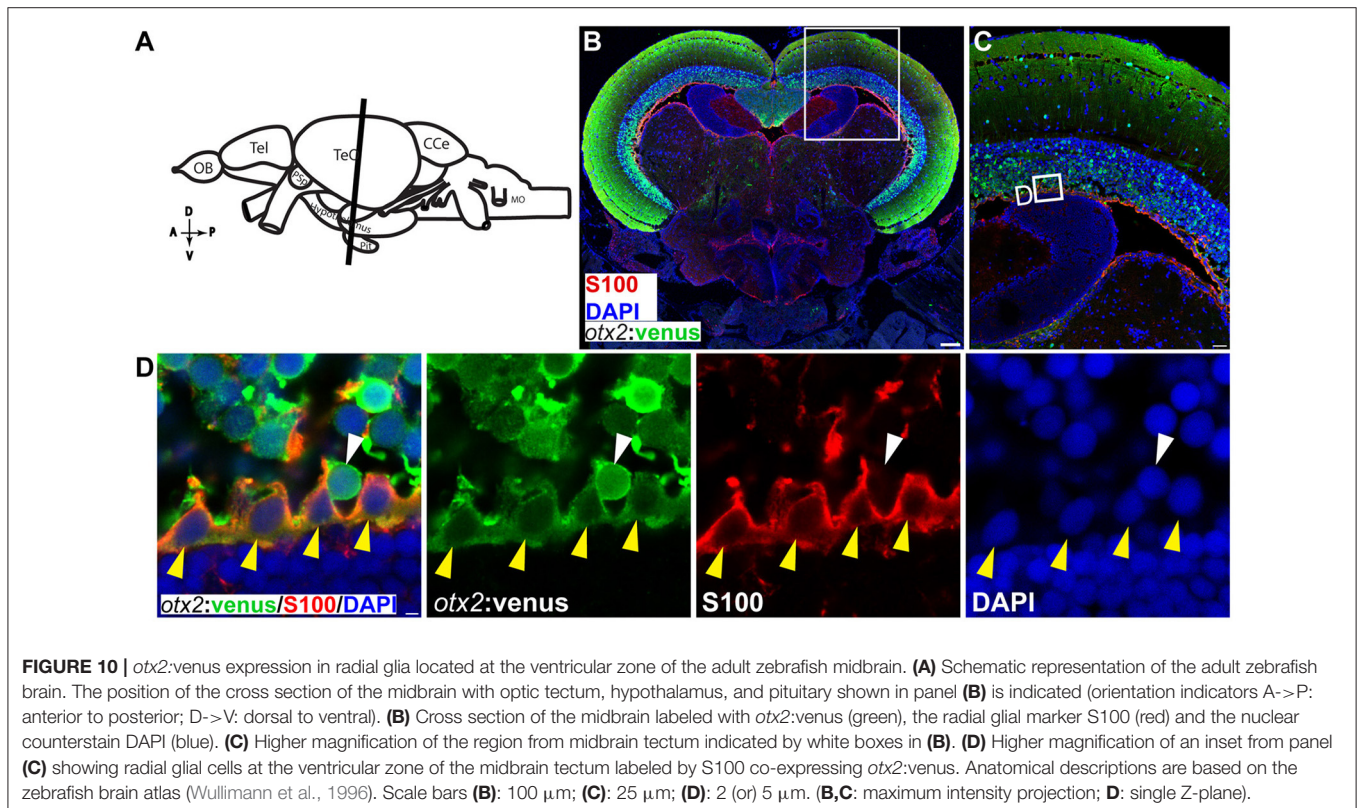 A
OB
Tel
PSp
TeO
CCe
Hypothalamus
Pit
MO
D
A P
V
B
S100
DAPI
otx2:venus
C
D
D
otx2:venus/S100/DAPI
otx2:venus
S100
DAPI
FIGURE 10 | otx2:venus expression in radial glia located at the ventricular zone of the adult zebrafish midbrain. (A) Schematic representation of the adult zebrafish
brain. The position of the cross section of the midbrain with optic tectum, hypothalamus, and pituitary shown in panel (B) is indicated (orientation indicators A->P:
anterior to posterior; D->V: dorsal to ventral). (B) Cross section of the midbrain labeled with otx2:venus (green), the radial glial marker S100 (red) and the nuclear
counterstain DAPI (blue). (C) Higher magnification of the region from midbrain tectum indicated by white boxes in (B). (D) Higher magnification of an inset from panel
(C) showing radial glial cells at the ventricular zone of the midbrain tectum labeled by S100 co-expressing otx2:venus. Anatomical descriptions are based on the
zebrafish brain atlas (Wullimann et al., 1996). Scale bars (B): 100 μm; (C): 25 μm; (D): 2 (or) 5 μm. (B,C: maximum intensity projection; D: single Z-plane).